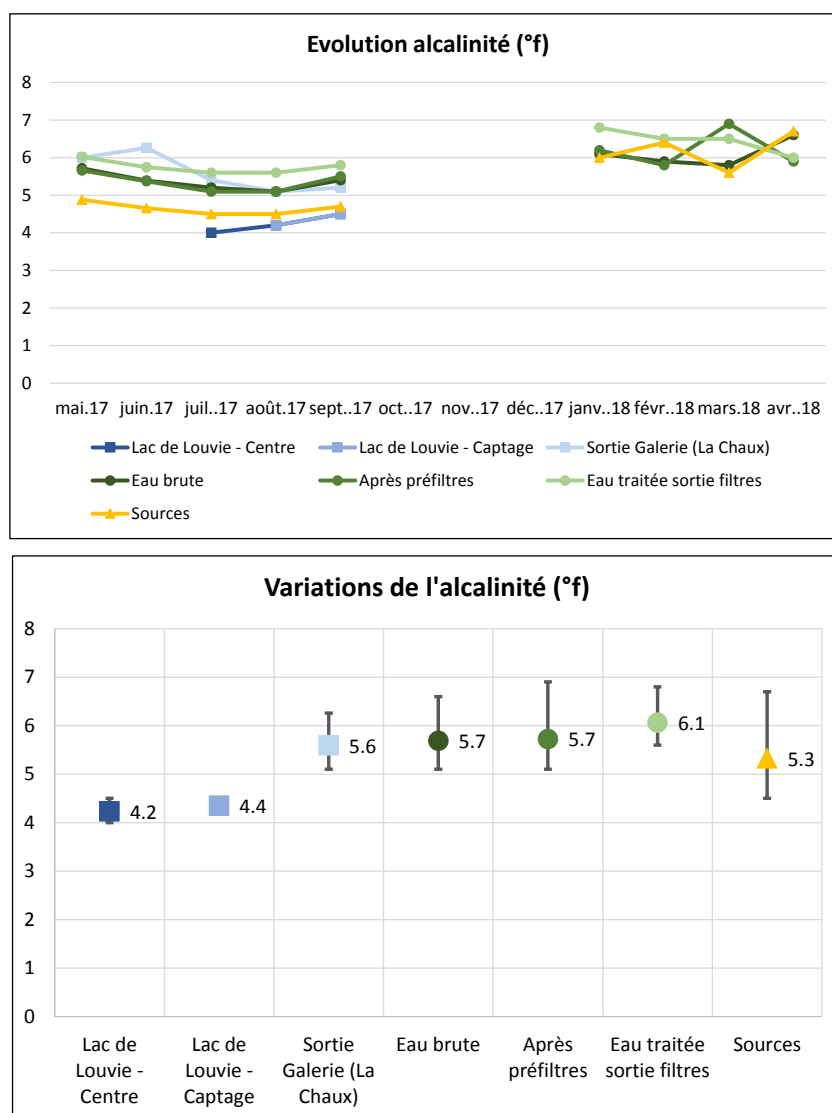 Evolution alcalinité (°f)
8
7
6
5
4
3
2
1
0
mai.17 juin.17 juil..17 août.17 sept..17 oct..17 nov..17 déc..17 janv..18 févr..18 mars.18 avr..18
Lac de Louvie - Centre Lac de Louvie - Captage Sortie Galerie (La Chaux)
Eau brute Après préfiltres Eau traitée sortie filtres
Sources
Variations de l'alcalinité (°f)
8
7
6
5
4
3
2
1
0
4.2 4.4 5.6 5.7 5.7 6.1 5.3
Lac de Lac de Sortie Eau brute Après Eau traitée Sources
Louvie - Louvie - Galerie (La préfiltres sortie filtres
Centre Captage Chaux)